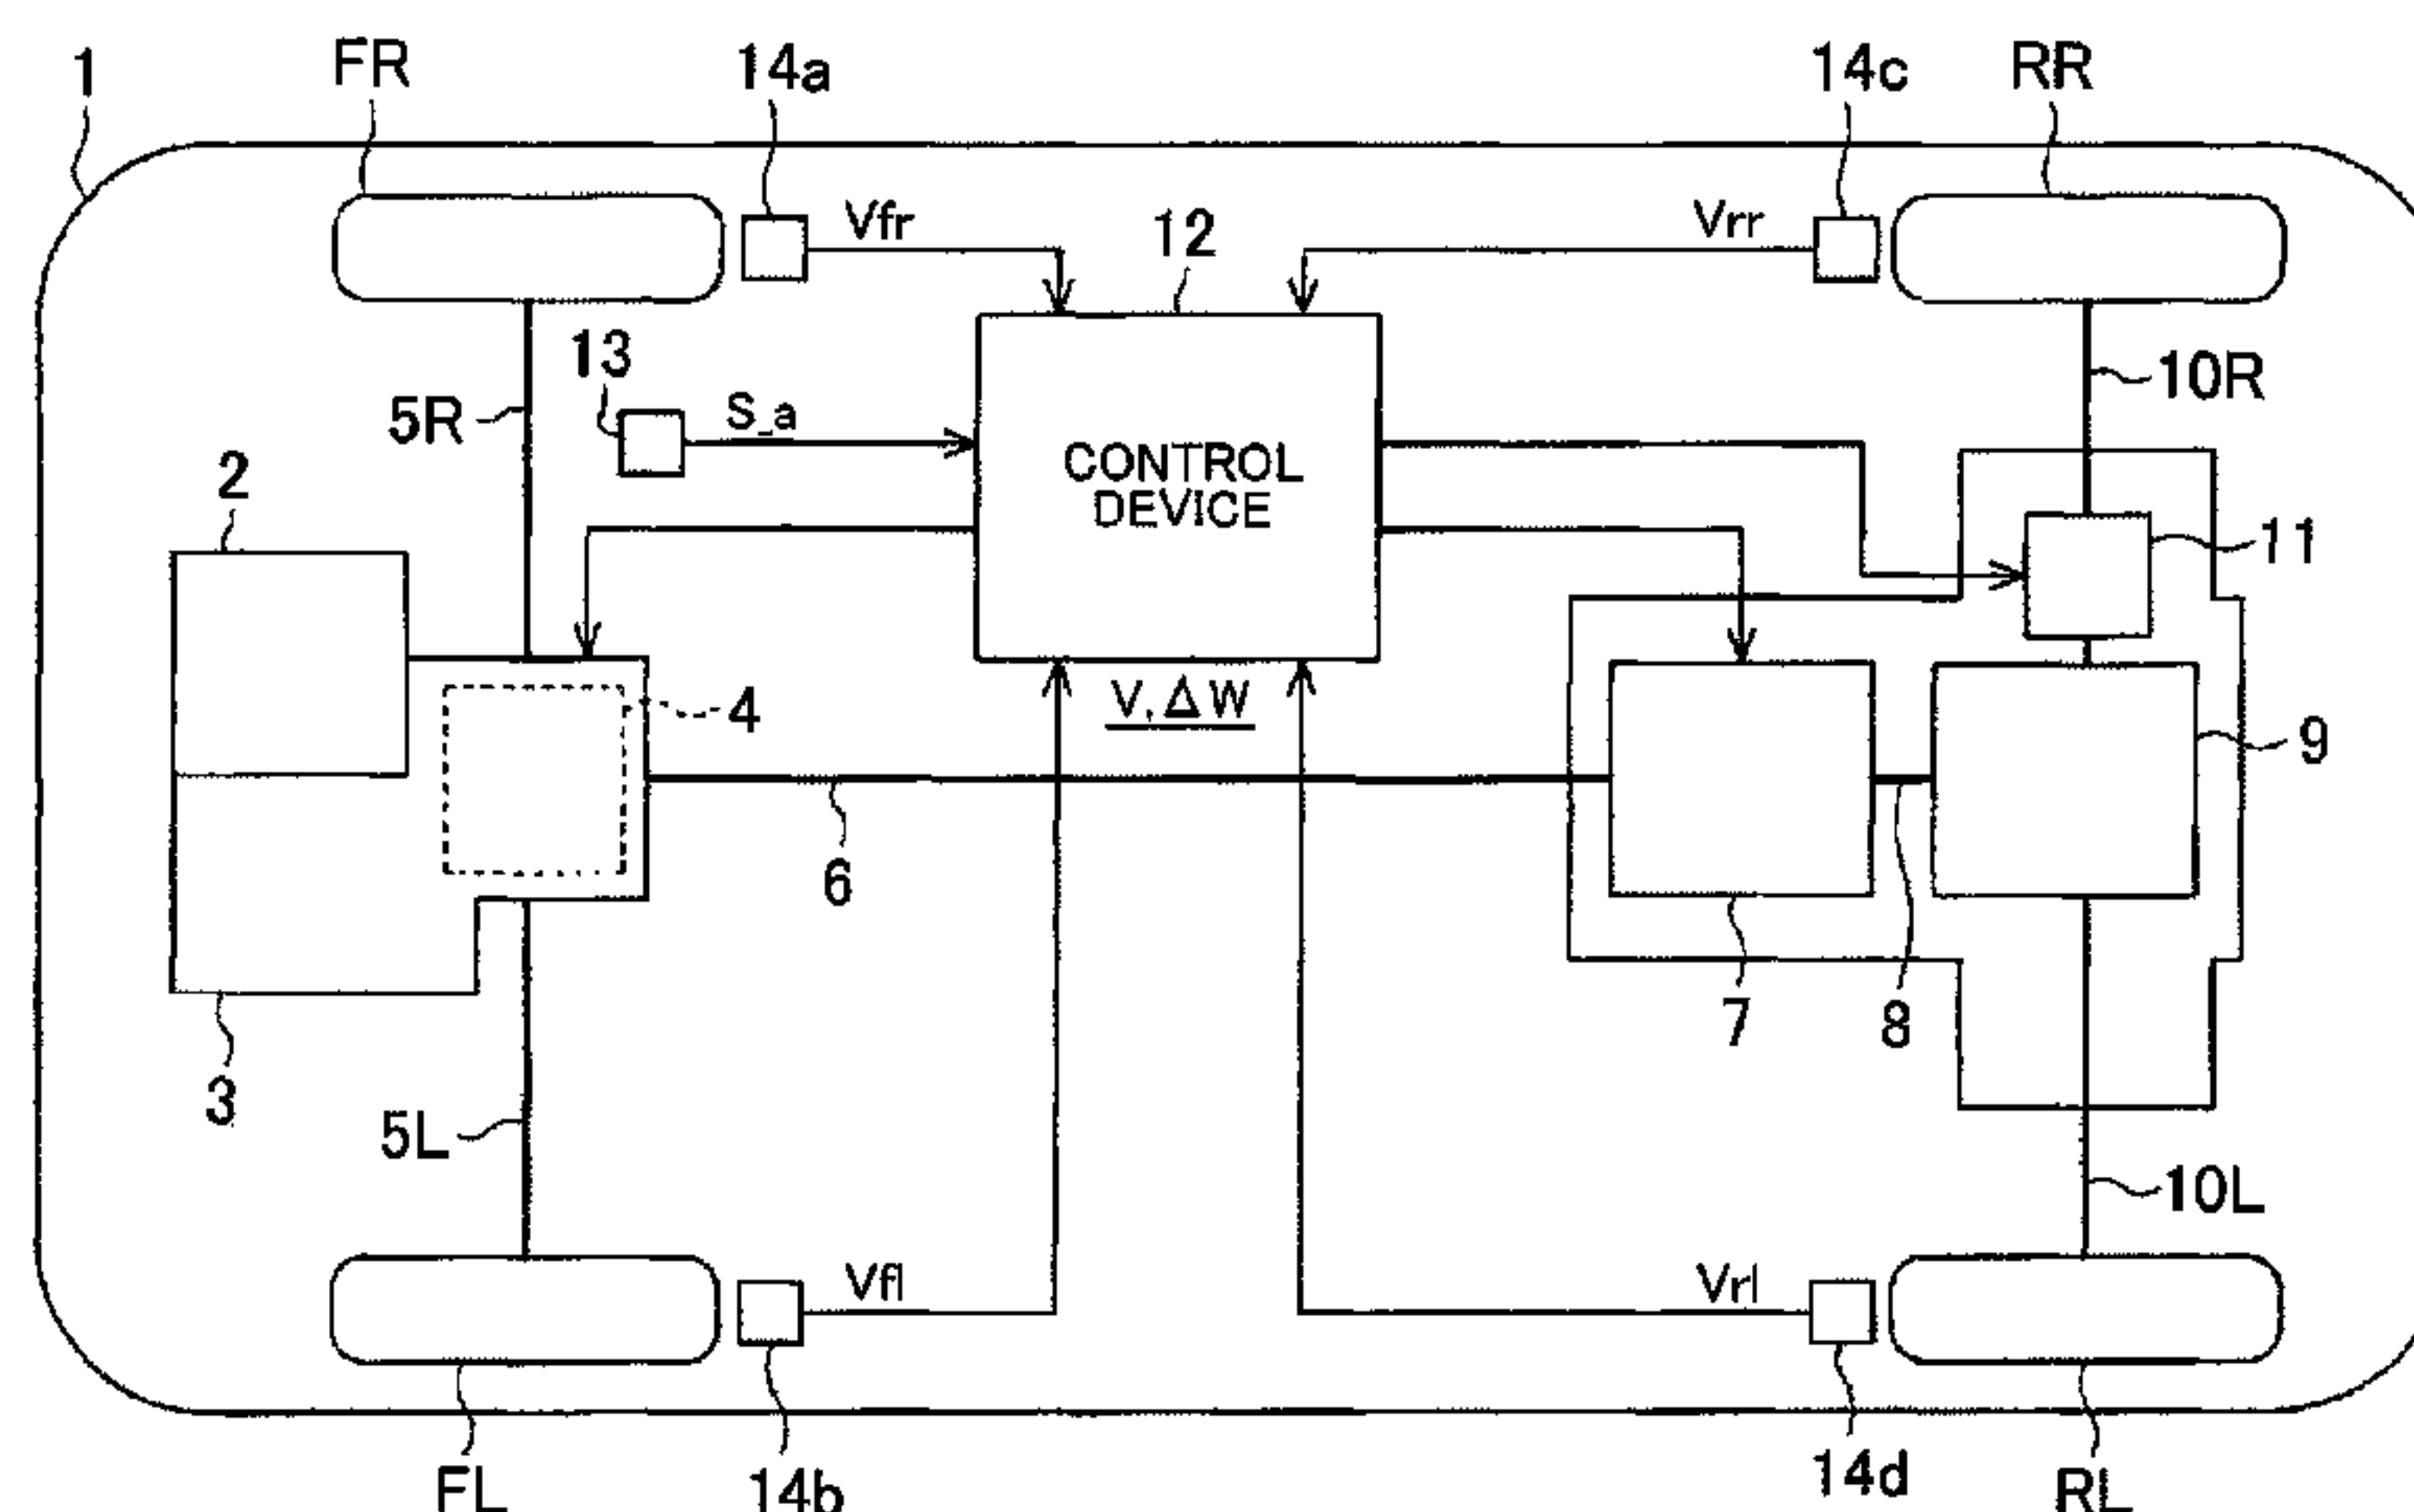 1
FR
14a
14c
RR
Vfr
12
Vrr
13
S_a
5R
10R
2
CONTROL
DEVICE
11
4
V, ΔW
9
6
7
8
3
5L
10L
Vfl
Vrl
FL
14b
14d
RL